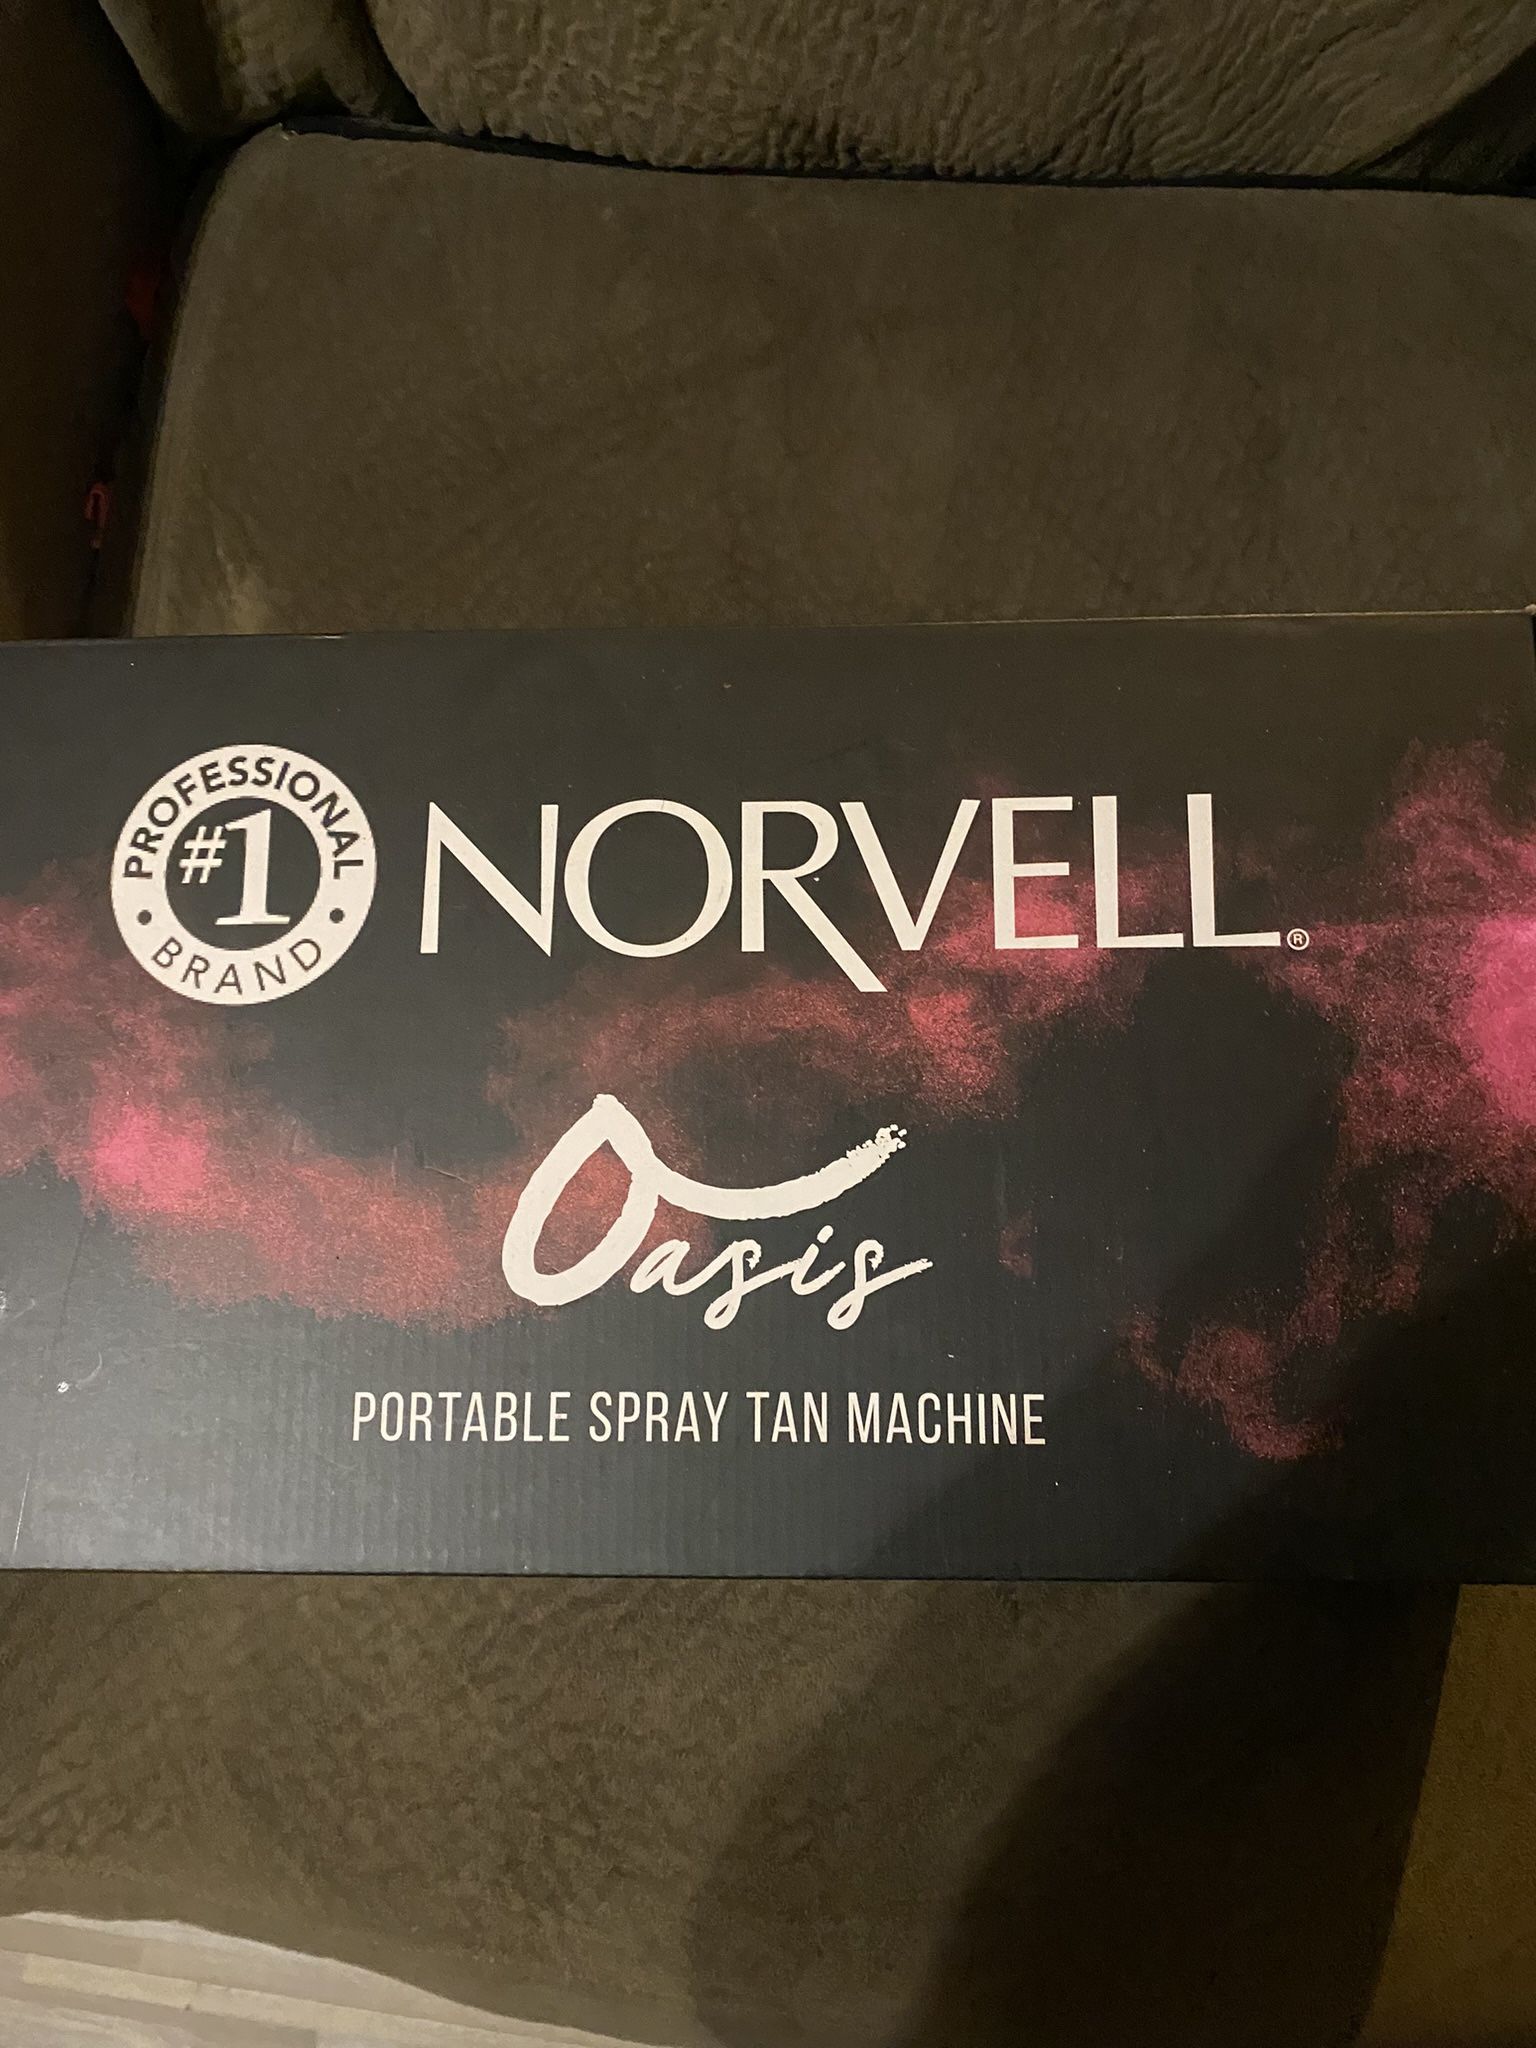 PROFESSIONAL
#1
BRAND
NORVELL®
Oasis
PORTABLE SPRAY TAN MACHINE